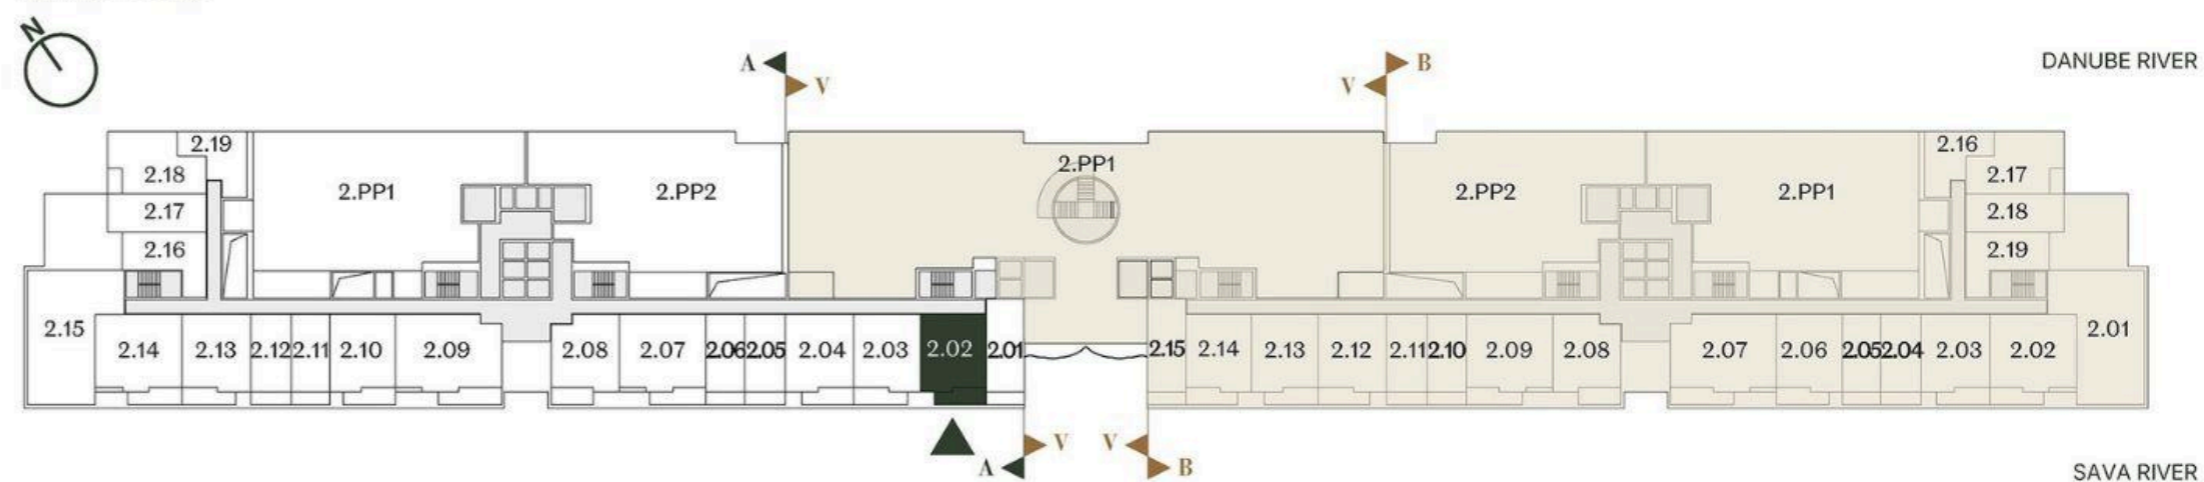 N
A
V
V
B
DANUBE RIVER
2.19
2.18
2.17
2.16
2.PP1
2.PP2
2.PP1
2.PP2
2.PP1
2.16
2.17
2.18
2.19
2.15
2.14
2.13
2.12
2.11
2.10
2.09
2.08
2.07
2.06
2.05
2.04
2.03
2.02
2.01
2.15
2.14
2.13
2.12
2.11
2.10
2.09
2.08
2.07
2.06
2.05
2.04
2.03
2.02
2.01
A
V
V
B
SAVA RIVER